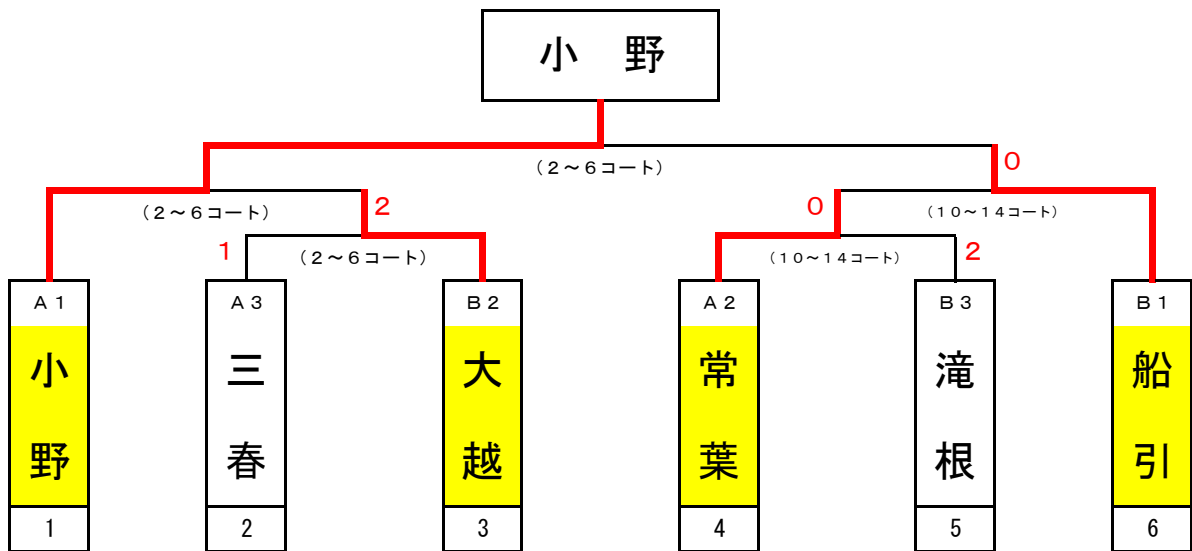 小 野
(2~6コート)
0
(2~6コート)
2
0
(10~14コート)
1
(2~6コート)
(10~14コート)
2
A1
A3
B2
A2
B3
B1
小野
三春
大越
常葉
滝根
船引
1
2
3
4
5
6